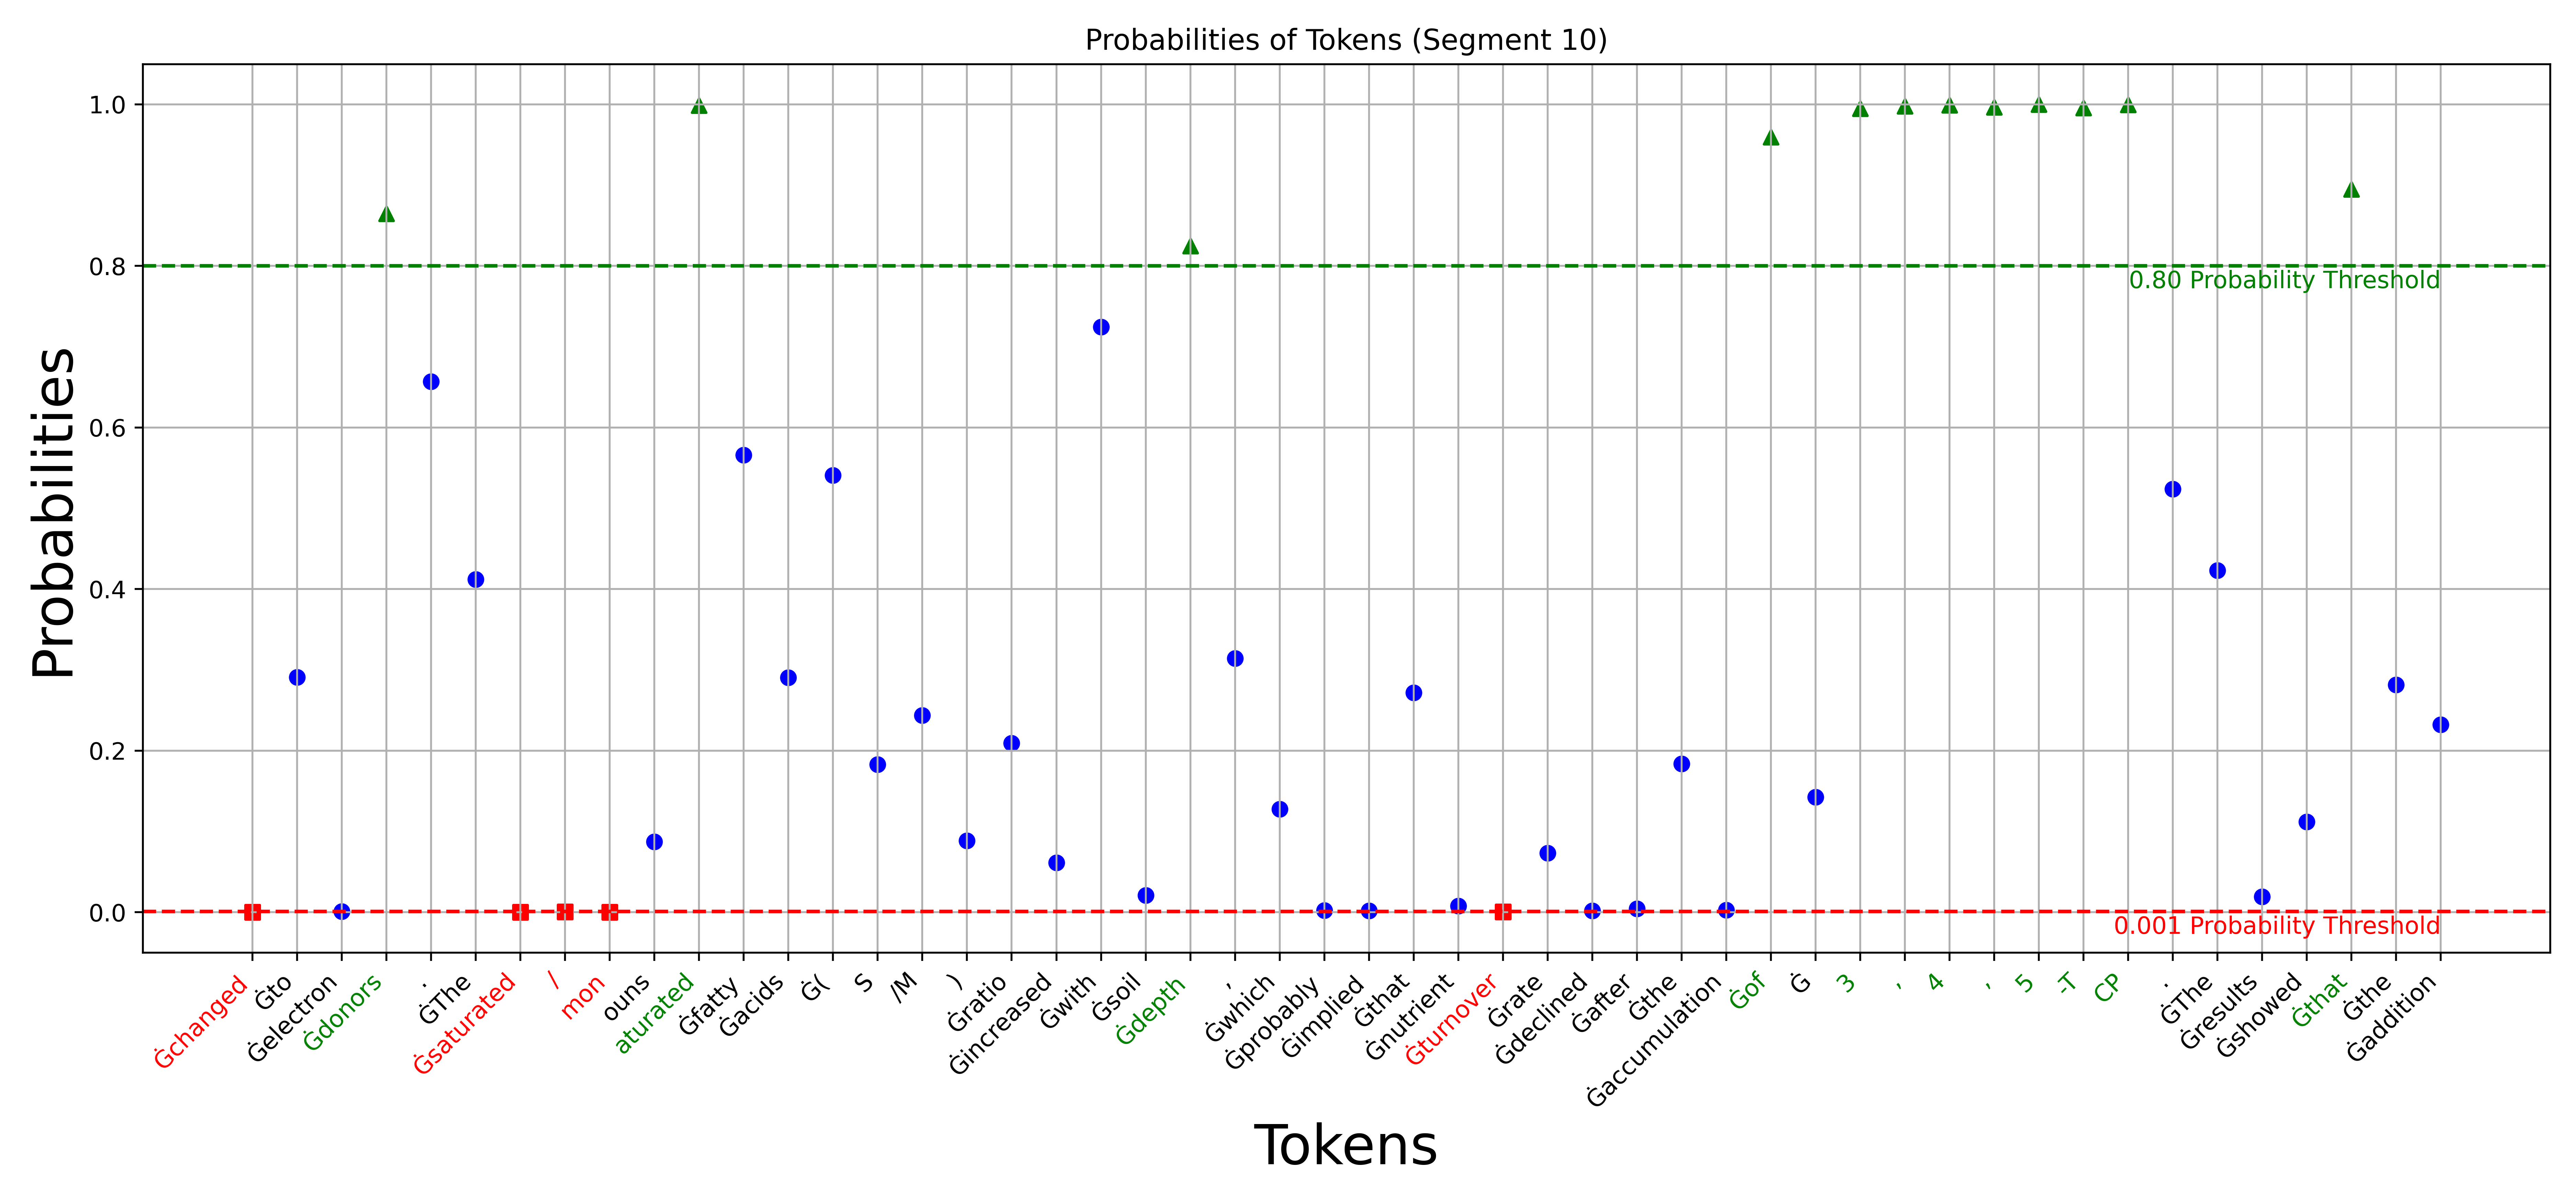 Probabilities of Tokens (Segment 10)
Probabilities
1.0
0.8
0.6
0.4
0.2
0.0
0.80 Probability Threshold
0.001 Probability Threshold
Ġchanged
Ġto
Ġelectron
Ġdonors
.
ĠThe
Ġsaturated
/
mon
ouns
aturated
Ġfatty
Ġacids
Ġ(
S
/M
)
Ġratio
Ġincreased
Ġwith
Ġsoil
Ġdepth
,
Ġwhich
Ġprobably
Ġimplied
Ġthat
Ġnutrient
Ġturnover
Ġrate
Ġdeclined
Ġafter
Ġthe
Ġaccumulation
Ġof
Ġ
3
,
4
,
5
-T
CP
.
ĠThe
Ġresults
Ġshowed
Ġthat
Ġthe
Ġaddition
Tokens